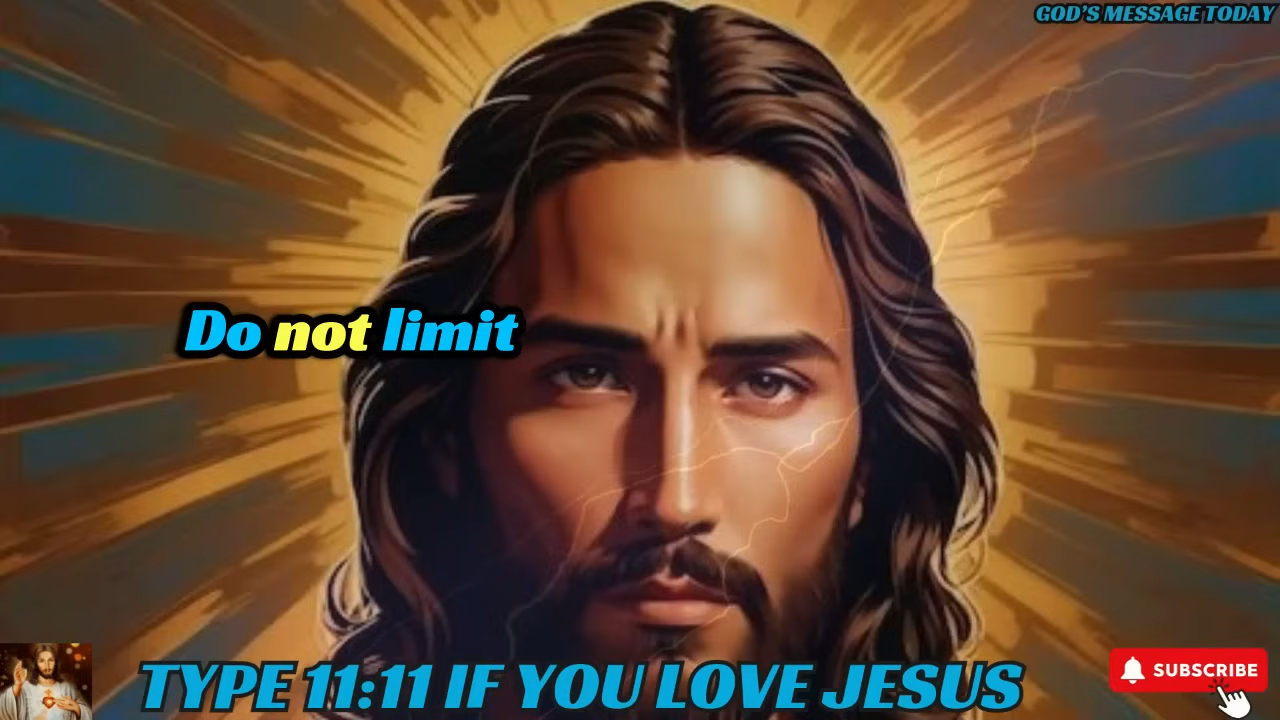 GOD'S MESSAGE TODAY
Do not limit
TYPE 11:11 IF YOU LOVE JESUS
SUBSCRIBE